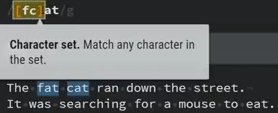 /[fc]at/g
Character set. Match any character in
the set.
The fat cat ran down the street.
It was searching for a mouse to eat.